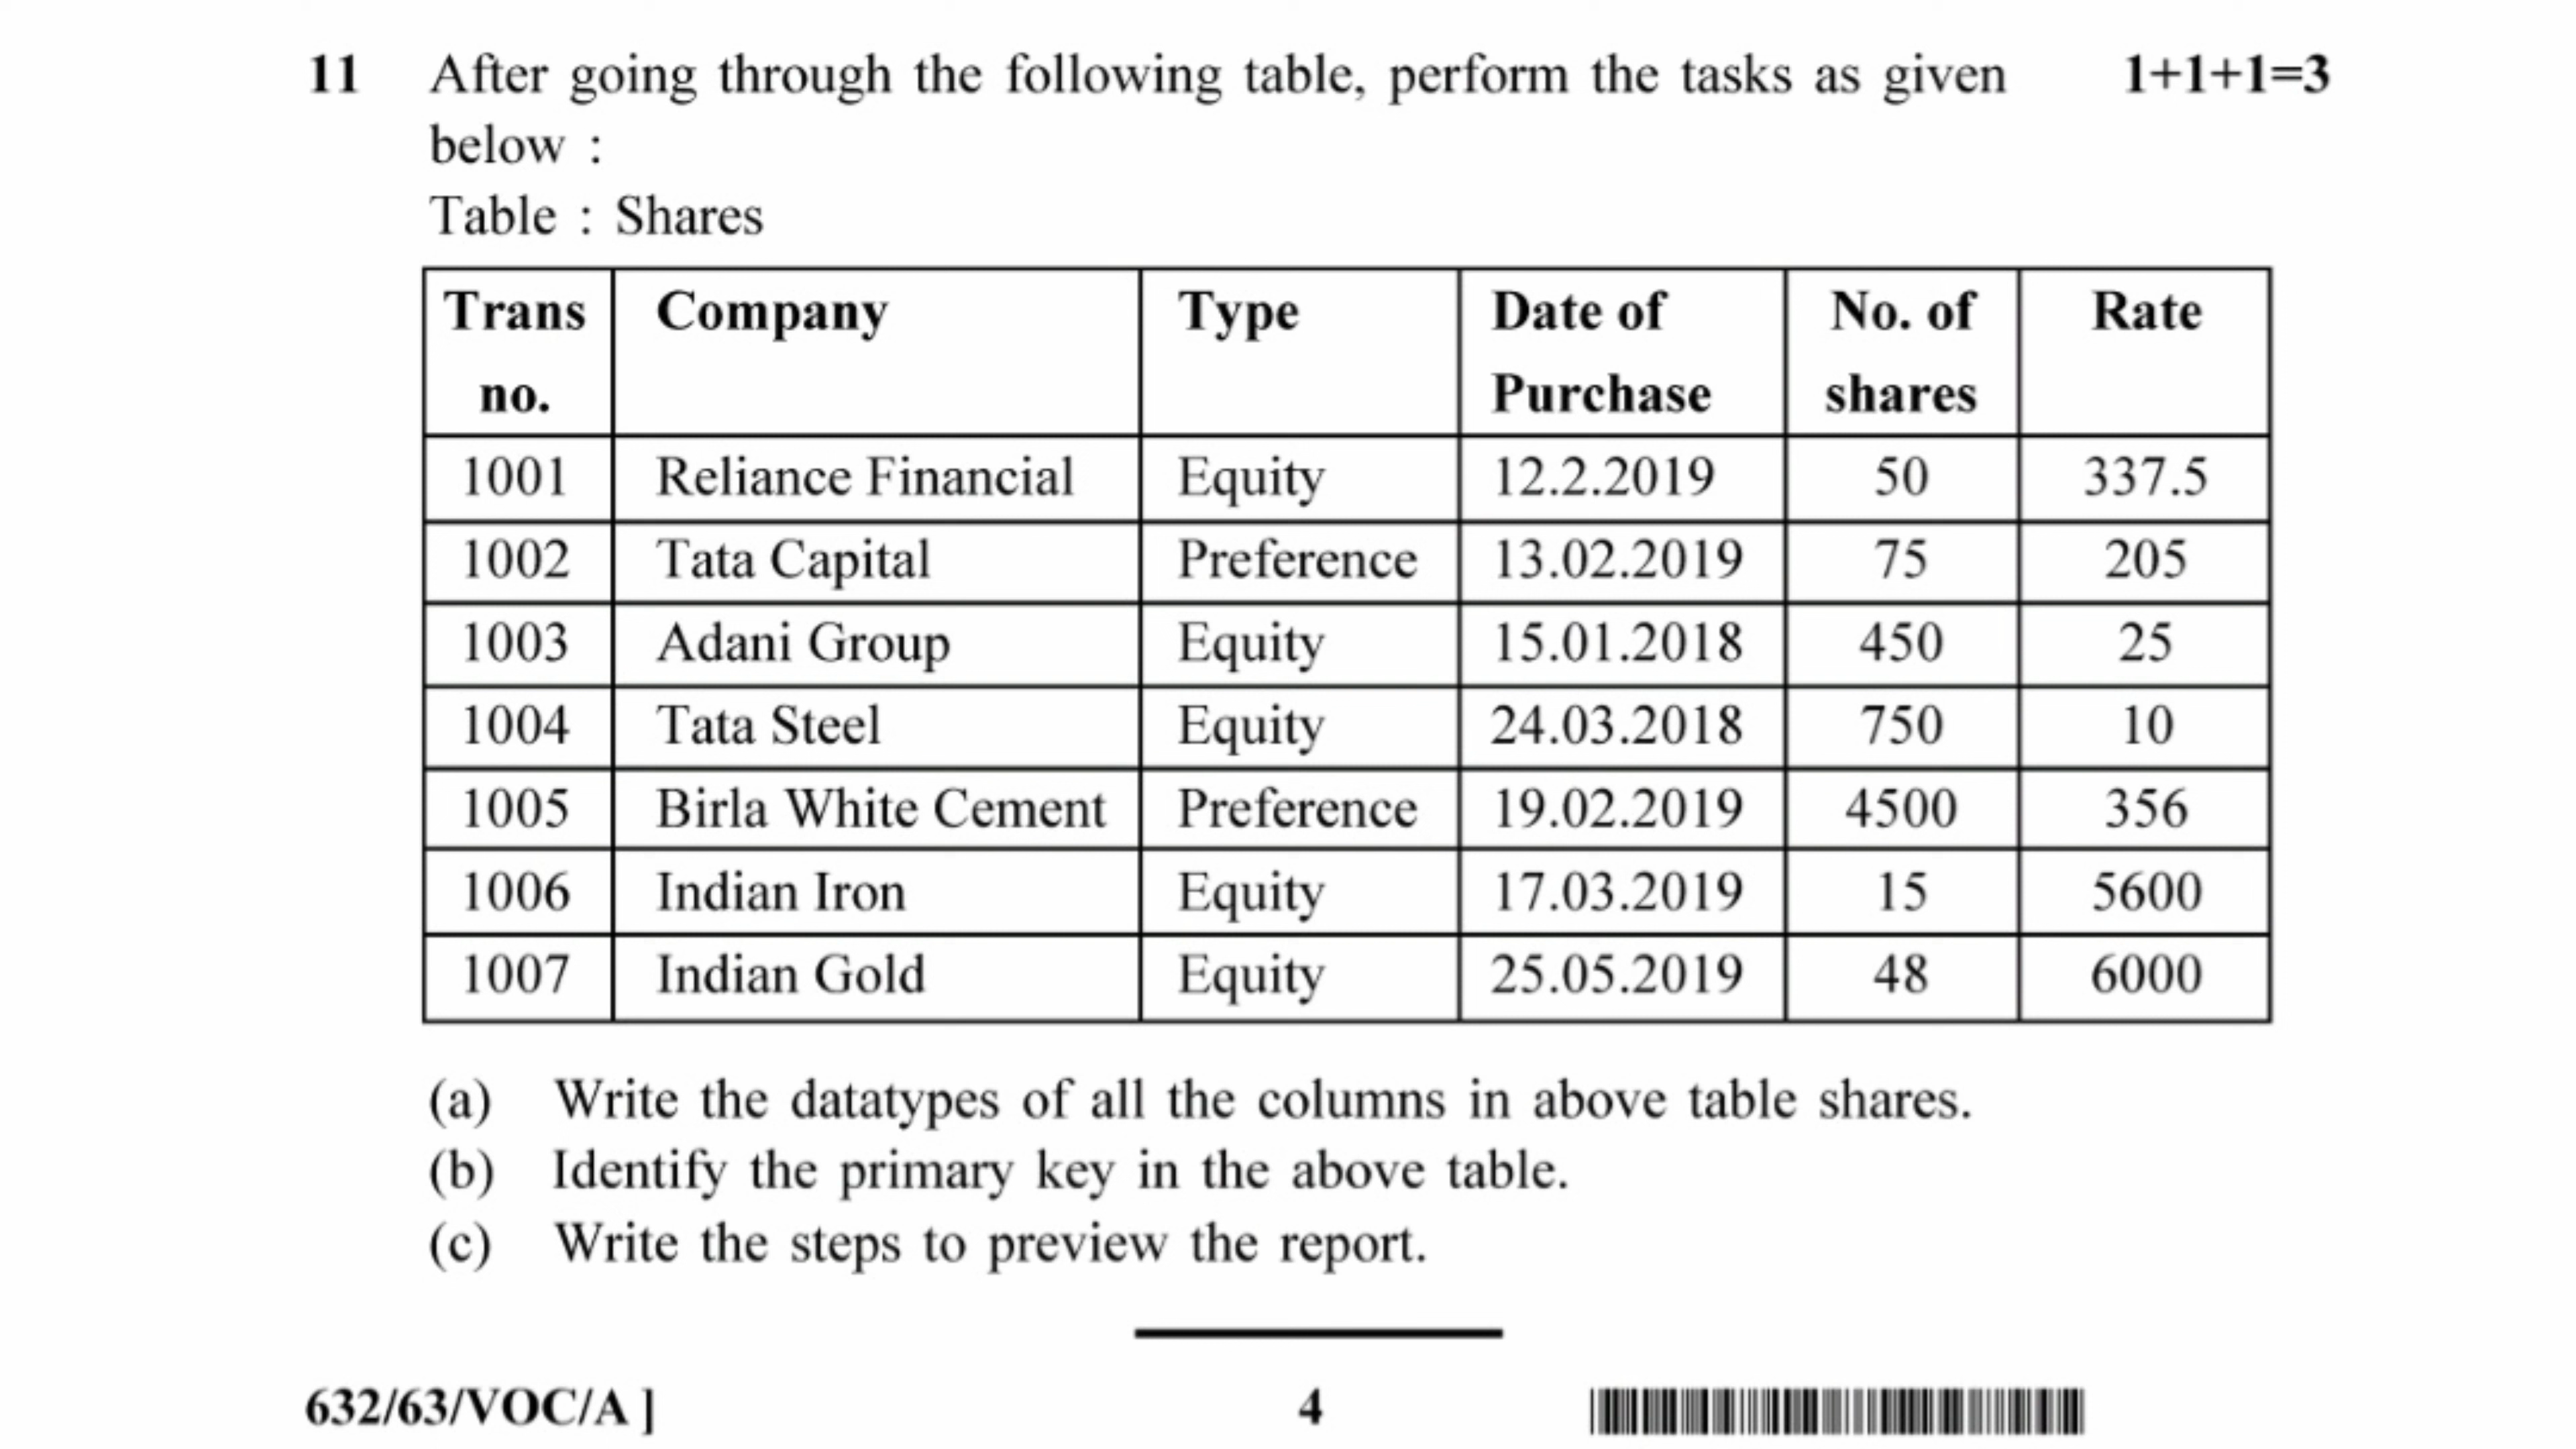 11 After going through the following table, perform the tasks as given 1+1+1=3
below :
Table : Shares
Trans no. Company Type Date of Purchase No. of shares Rate
1001 Reliance Financial Equity 12.2.2019 50 337.5
1002 Tata Capital Preference 13.02.2019 75 205
1003 Adani Group Equity 15.01.2018 450 25
1004 Tata Steel Equity 24.03.2018 750 10
1005 Birla White Cement Preference 19.02.2019 4500 356
1006 Indian Iron Equity 17.03.2019 15 5600
1007 Indian Gold Equity 25.05.2019 48 6000
(a) Write the datatypes of all the columns in above table shares.
(b) Identify the primary key in the above table.
(c) Write the steps to preview the report.
632/63/VOC/A ] 4